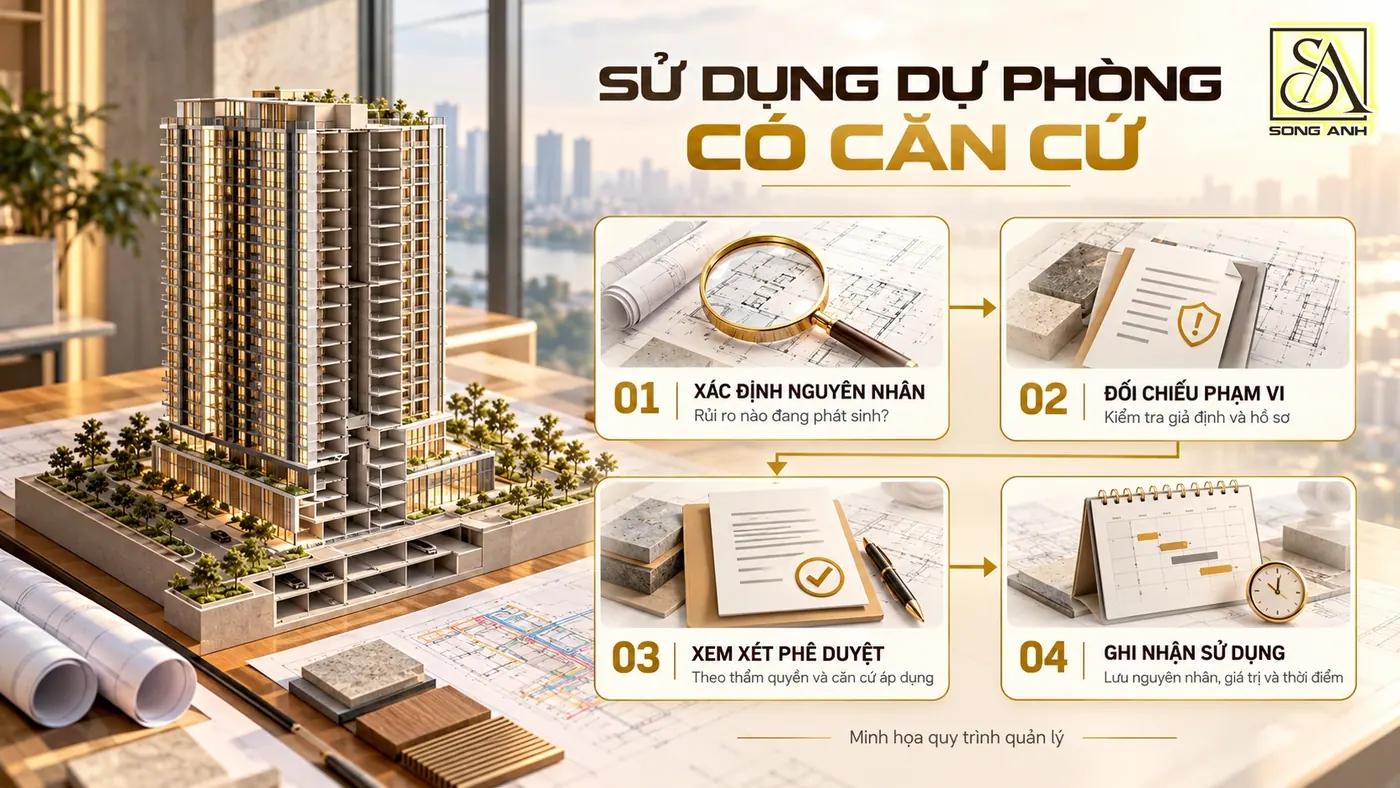 SỬ DỤNG DỰ PHÒNG
CÓ CĂN CỨ
SA
SONG ANH
01
XÁC ĐỊNH NGUYÊN NHÂN
Rủi ro nào đang phát sinh?
02
ĐỐI CHIẾU PHẠM VI
Kiểm tra giả định và hồ sơ
03
XEM XÉT PHÊ DUYỆT
Theo thẩm quyền và căn cứ áp dụng
04
GHI NHẬN SỬ DỤNG
Lưu nguyên nhân, giá trị và thời điểm
Minh họa quy trình quản lý